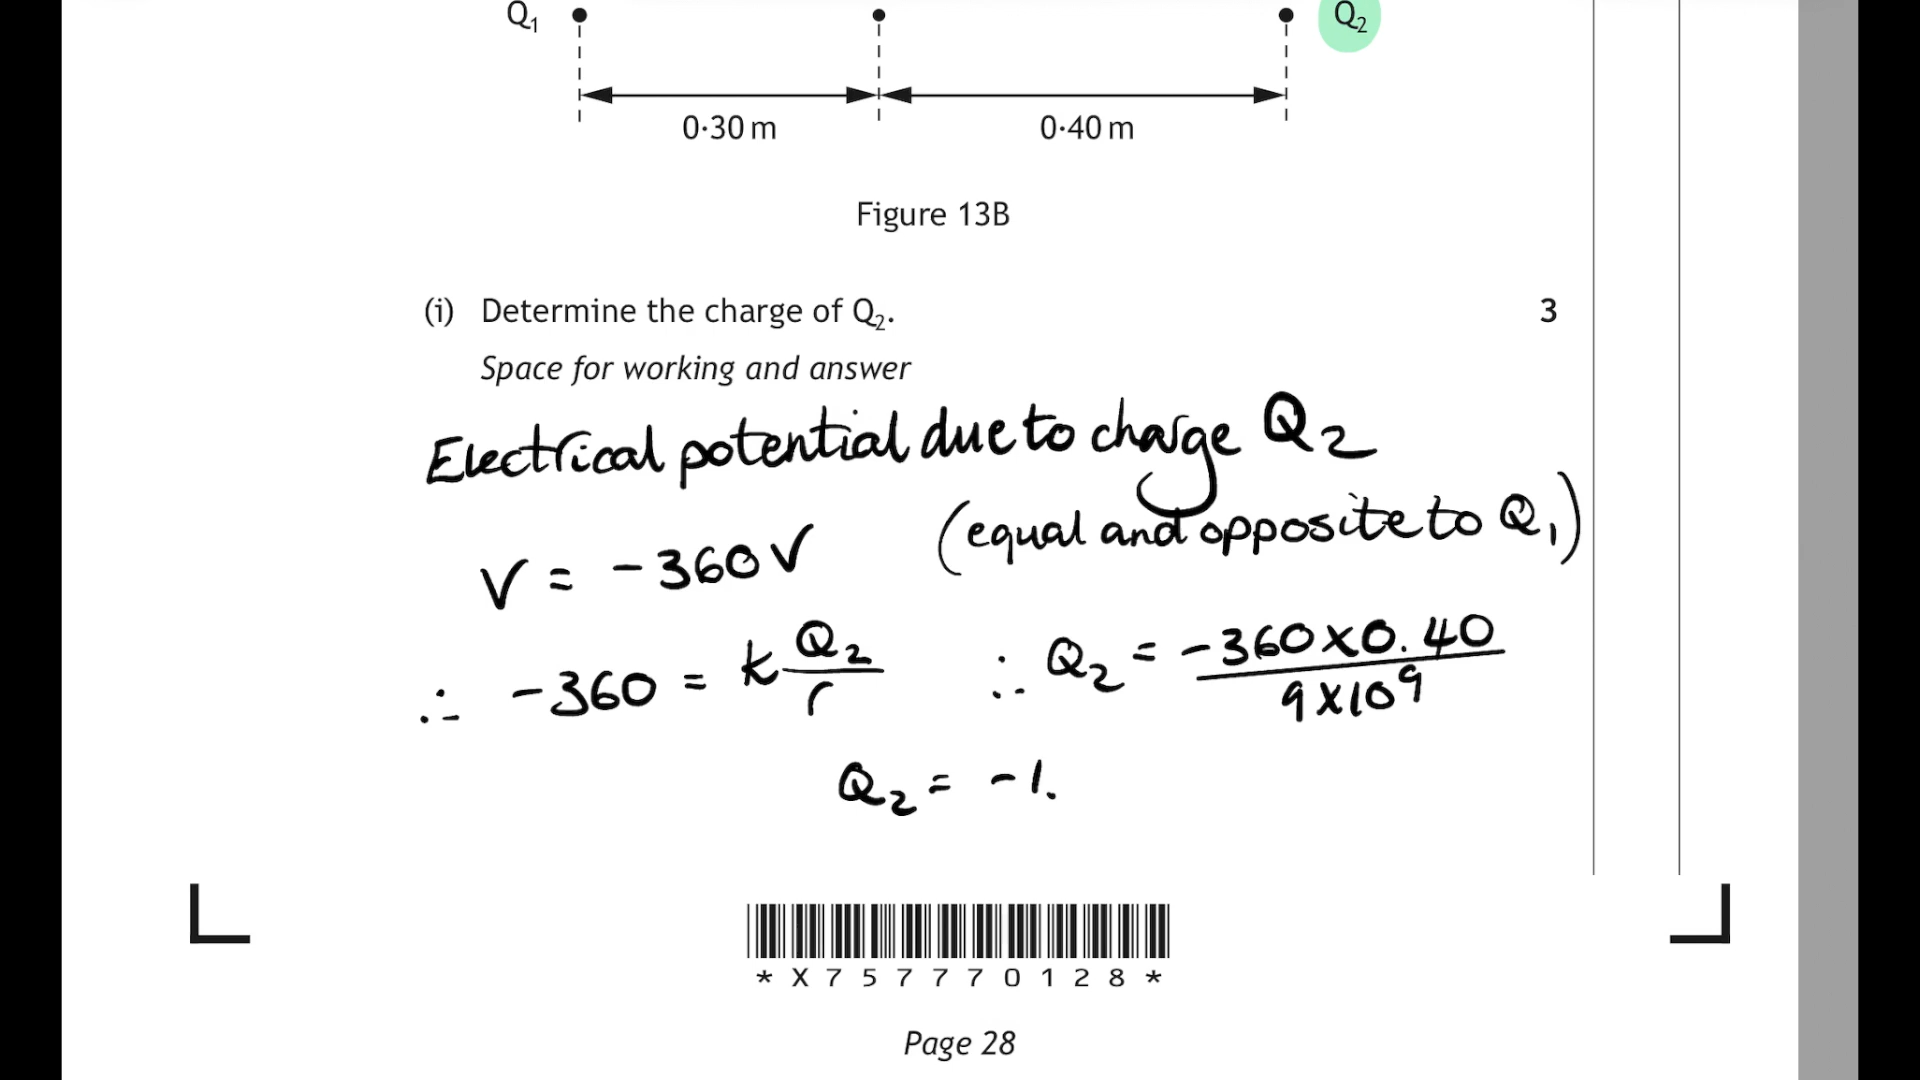 Q₁ Q₂
0·30 m 0·40 m
Figure 13B
(i) Determine the charge of Q₂. 3
Space for working and answer
Electrical potential due to charge Q₂
V = -360V (equal and opposite to Q₁)
∴ -360 = k Q₂/r ∴ Q₂ = -360×0.40/9×10⁹
Q₂ = -1.
* X 7 5 7 7 7 0 1 2 8 *
Page 28